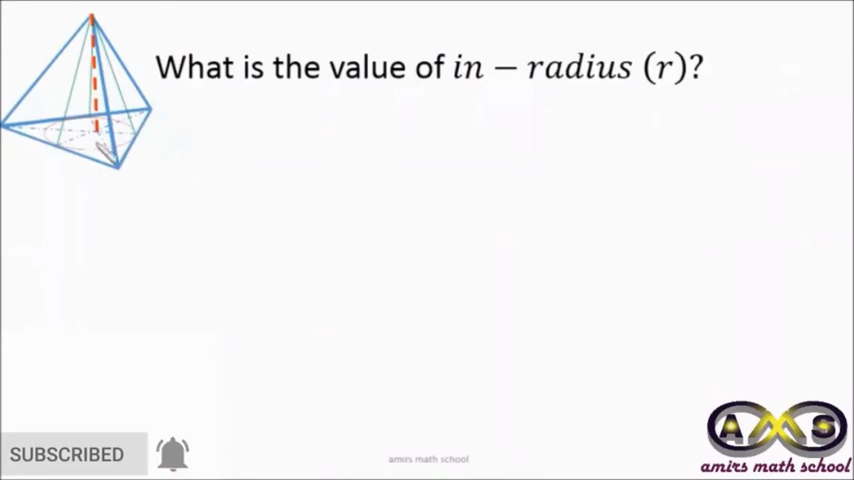 What is the value of in − radius (r)?
SUBSCRIBED
amirs math school
AMS
amirs math school